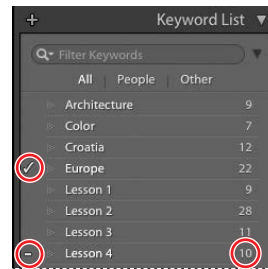 + Keyword List ▼
Filter Keywords
All | People | Other
Architecture 9
Color 7
Croatia 12
✓ Europe 22
Lesson 1 9
Lesson 2 28
Lesson 3 11
– Lesson 4 10